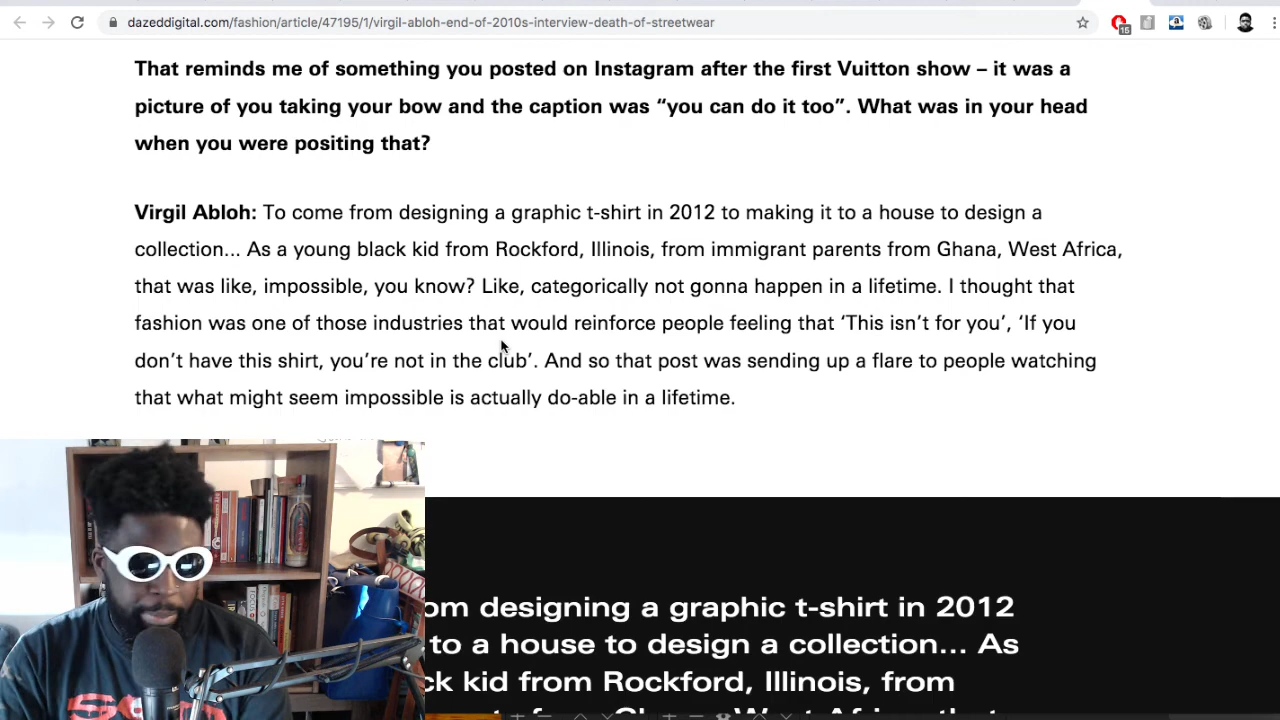 dazeddigital.com/fashion/article/47195/1/virgil-abloh-end-of-2010s-interview-death-of-streetwear
15
That reminds me of something you posted on Instagram after the first Vuitton show – it was a
picture of you taking your bow and the caption was “you can do it too”. What was in your head
when you were positing that?
Virgil Abloh: To come from designing a graphic t-shirt in 2012 to making it to a house to design a
collection... As a young black kid from Rockford, Illinois, from immigrant parents from Ghana, West Africa,
that was like, impossible, you know? Like, categorically not gonna happen in a lifetime. I thought that
fashion was one of those industries that would reinforce people feeling that ‘This isn’t for you’, ‘If you
don’t have this shirt, you’re not in the club’. And so that post was sending up a flare to people watching
that what might seem impossible is actually do-able in a lifetime.
om designing a graphic t-shirt in 2012
to a house to design a collection... As
ck kid from Rockford, Illinois, from